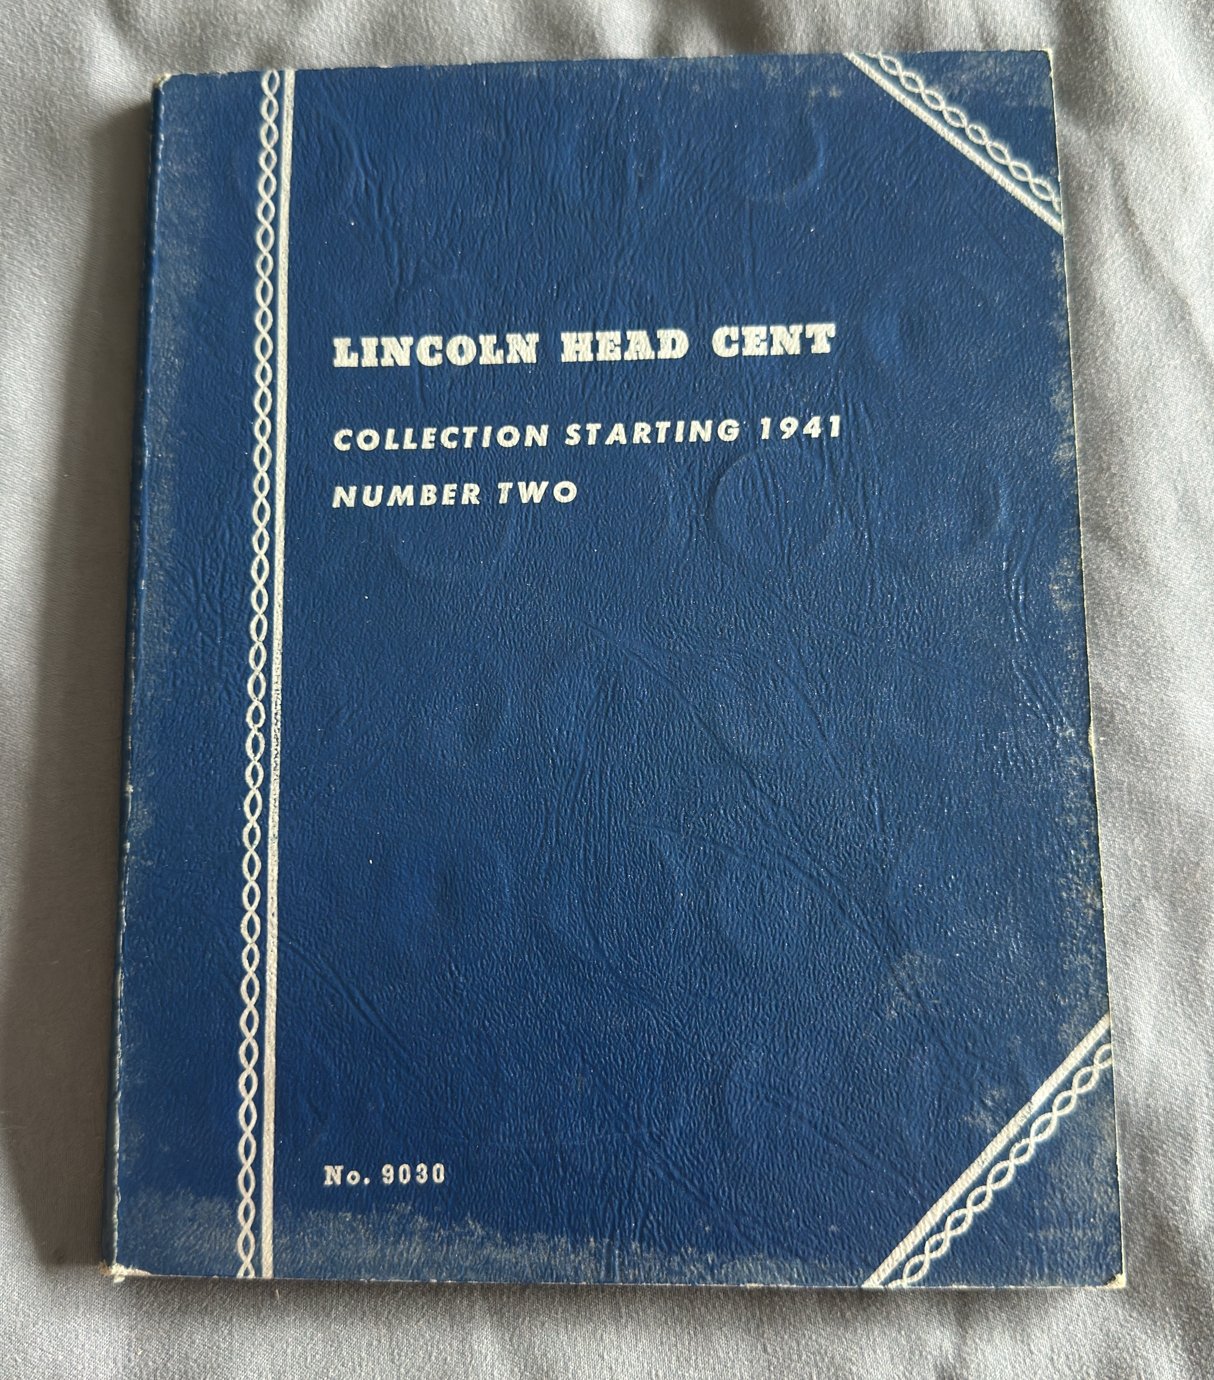 LINCOLN HEAD CENT
COLLECTION STARTING 1941
NUMBER TWO
No. 9030